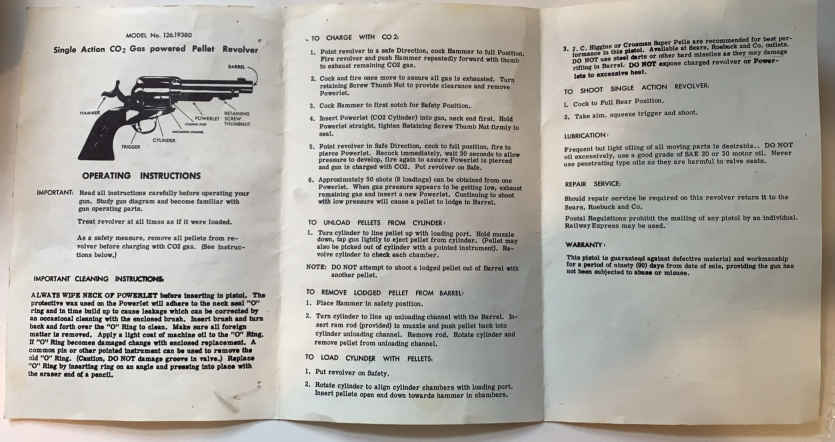 MODEL No. 126.19380
Single Action CO2 Gas powered Pellet Revolver
BARREL
HAMMER
POWERLET
RETAINING
SCREW
THUMBNUT
CYLINDER
TRIGGER
OPERATING INSTRUCTIONS
IMPORTANT: Read all instructions carefully before operating your
gun. Study gun diagram and become familiar with
gun operating parts.
Treat revolver at all times as if it were loaded.
As a safety measure, remove all pellets from re-
volver before charging with CO2 gas. (See instruc-
tions below.)
IMPORTANT CLEANING INSTRUCTIONS:
ALWAYS WIPE NECK OF POWERLET before inserting in pistol. The
protective wax used on the Powerlet will adhere to the neck seal "O"
ring and in time build up to cause leakage which can be corrected by
an occasional cleaning with the enclosed brush. Insert brush and turn
back and forth over the "O" Ring to clean. Make sure all foreign
matter is removed. Apply a light coat of machine oil to the "O" Ring.
If "O" Ring becomes damaged change with enclosed replacement. A
common pin or other pointed instrument can be used to remove the
old "O" Ring. (Caution, DO NOT damage groove in valve.) Replace
"O" Ring by inserting ring on an angle and pressing into place with
the eraser end of a pencil.
TO CHARGE WITH CO2:
1. Point revolver in a safe Direction, cock Hammer to full Position.
Fire revolver and push Hammer repeatedly forward with thumb
to exhaust remaining CO2 gas.
2. Cock and fire once more to assure all gas is exhausted. Turn
retaining Screw Thumb Nut to provide clearance and remove
Powerlet.
3. Cock Hammer to first notch for Safety Position.
4. Insert Powerlet (CO2 Cylinder) into gun, neck end first. Hold
Powerlet straight, tighten Retaining Screw Thumb Nut firmly to
seal.
5. Point revolver in Safe Direction, cock to full position, fire to
pierce Powerlet. Recock immediately, wait 30 seconds to allow
pressure to develop, fire again to assure Powerlet is pierced
and gun is charged with CO2. Put revolver on Safe.
6. Approximately 50 shots (8 loadings) can be obtained from one
Powerlet. When gas pressure appears to be getting low, exhaust
remaining gas and insert a new Powerlet. Continuing to shoot
with low pressure will cause a pellet to lodge in Barrel.
TO UNLOAD PELLETS FROM CYLINDER:
1. Turn cylinder to line pellet up with loading port. Hold muzzle
down, tap gun lightly to eject pellet from cylinder. (Pellet may
also be picked out of cylinder with a pointed instrument). Re-
volve cylinder to check each chamber.
NOTE: DO NOT attempt to shoot a lodged pellet out of Barrel with
another pellet.
TO REMOVE LODGED PELLET FROM BARREL:
1. Place Hammer in safety position.
2. Turn cylinder to line up unloading channel with the Barrel. In-
sert ram rod (provided) in muzzle and push pellet back into
cylinder unloading channel. Remove rod. Rotate cylinder and
remove pellet from unloading channel.
TO LOAD CYLINDER WITH PELLETS:
1. Put revolver on Safety.
2. Rotate cylinder to align cylinder chambers with loading port.
Insert pellets open end down towards hammer in chambers.
3. J. C. Higgins or Crosman Super Pells are recommended for best per-
formance in this pistol. Available at Sears, Roebuck and Co. outlets.
DO NOT use steel darts or other hard missiles as they may damage
rifling in Barrel. DO NOT expose charged revolver or Power-
lets to excessive heat.
TO SHOOT SINGLE ACTION REVOLVER:
1. Cock to Full Rear Position.
2. Take aim, squeeze trigger and shoot.
LUBRICATION:
Frequent but light oiling of all moving parts is desirable. DO NOT
oil excessively, use a good grade of SAE 20 or 30 motor oil. Never
use penetrating type oils as they are harmful to valve seats.
REPAIR SERVICE:
Should repair service be required on this revolver return it to the
Sears, Roebuck and Co.
Postal Regulations prohibit the mailing of any pistol by an individual.
Railway Express may be used.
WARRANTY:
This pistol is guaranteed against defective material and workmanship
for a period of ninety (90) days from date of sale, providing the gun has
not been subjected to abuse or misuse.